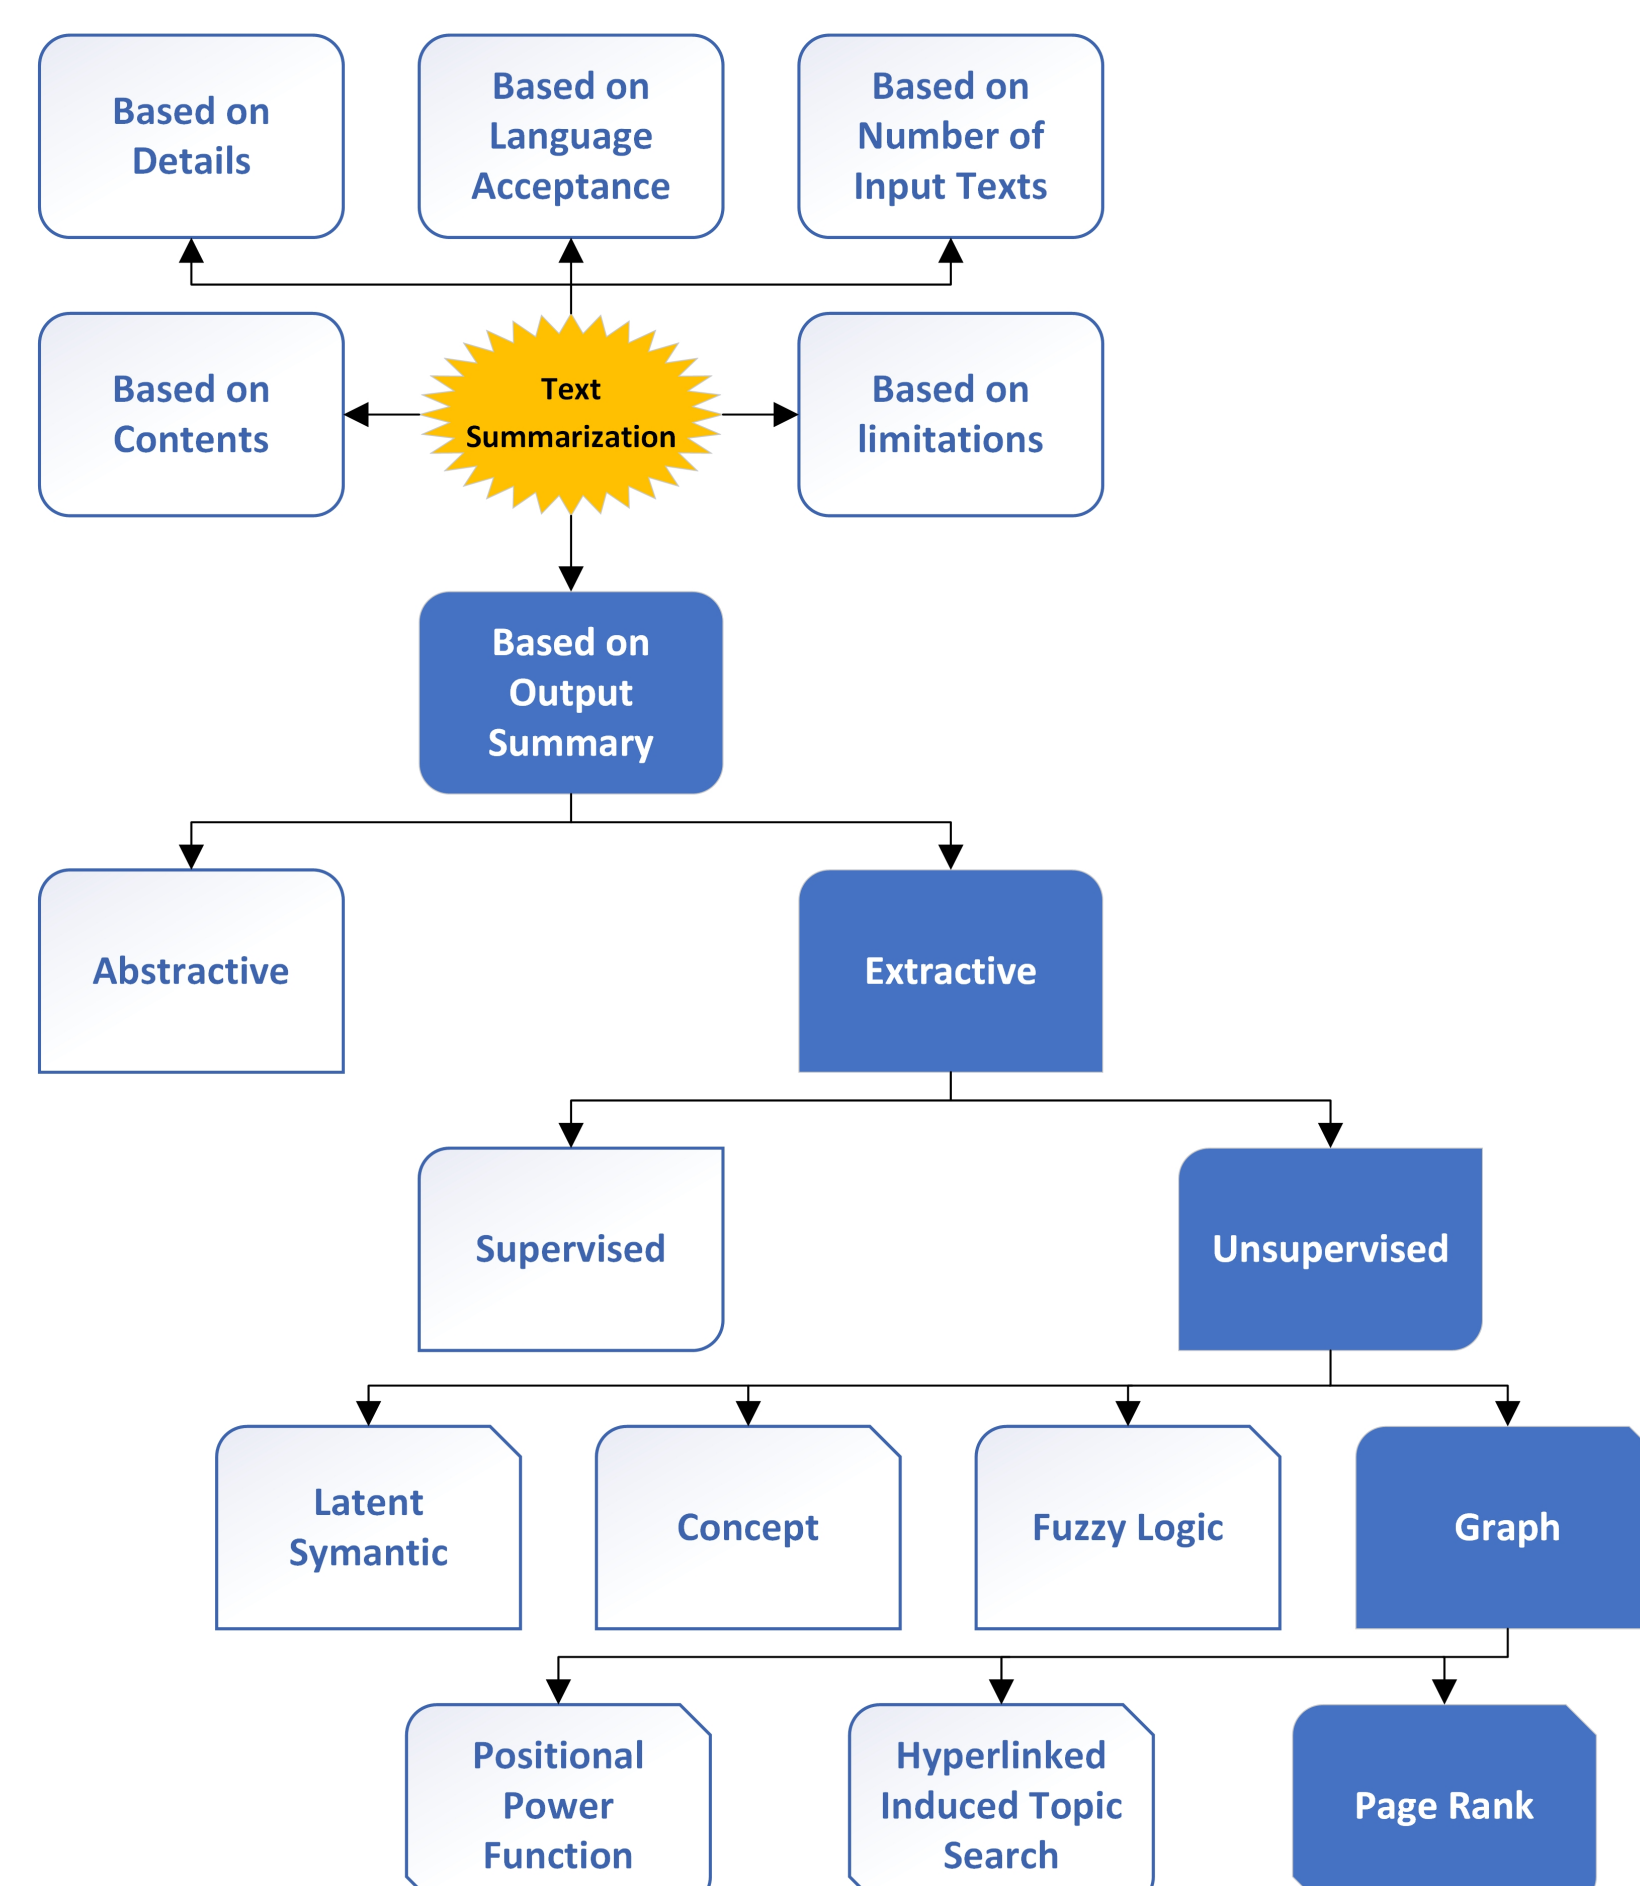 Based on
Details
Based on
Language
Acceptance
Based on
Number of
Input Texts
Based on
Contents
Text
Summarization
Based on
limitations
Based on
Output
Summary
Abstractive
Extractive
Supervised
Unsupervised
Latent
Symantic
Concept
Fuzzy Logic
Graph
Positional
Power
Function
Hyperlinked
Induced Topic
Search
Page Rank